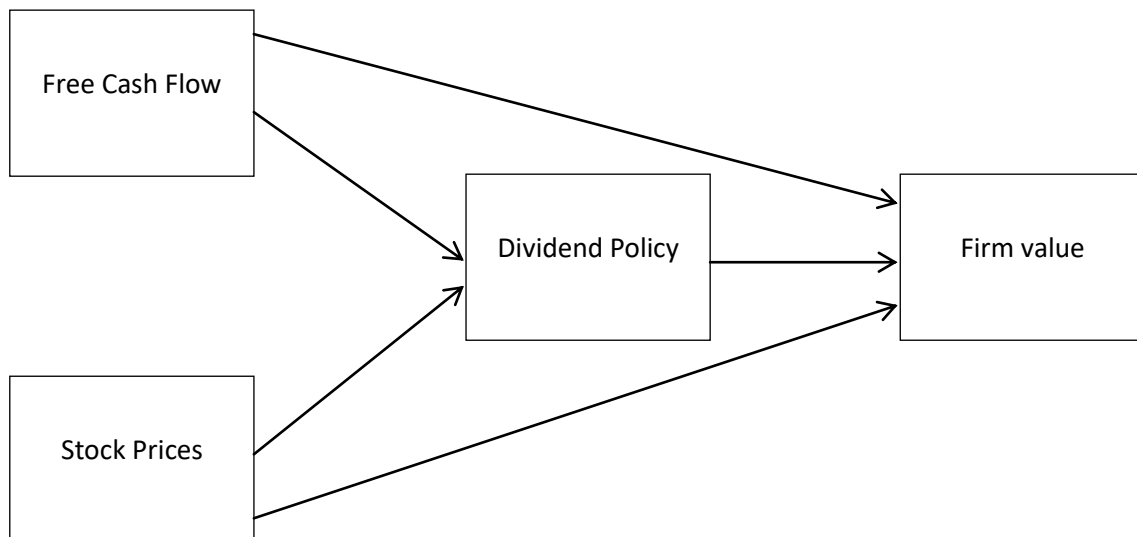 Free Cash Flow
Dividend Policy
Firm value
Stock Prices